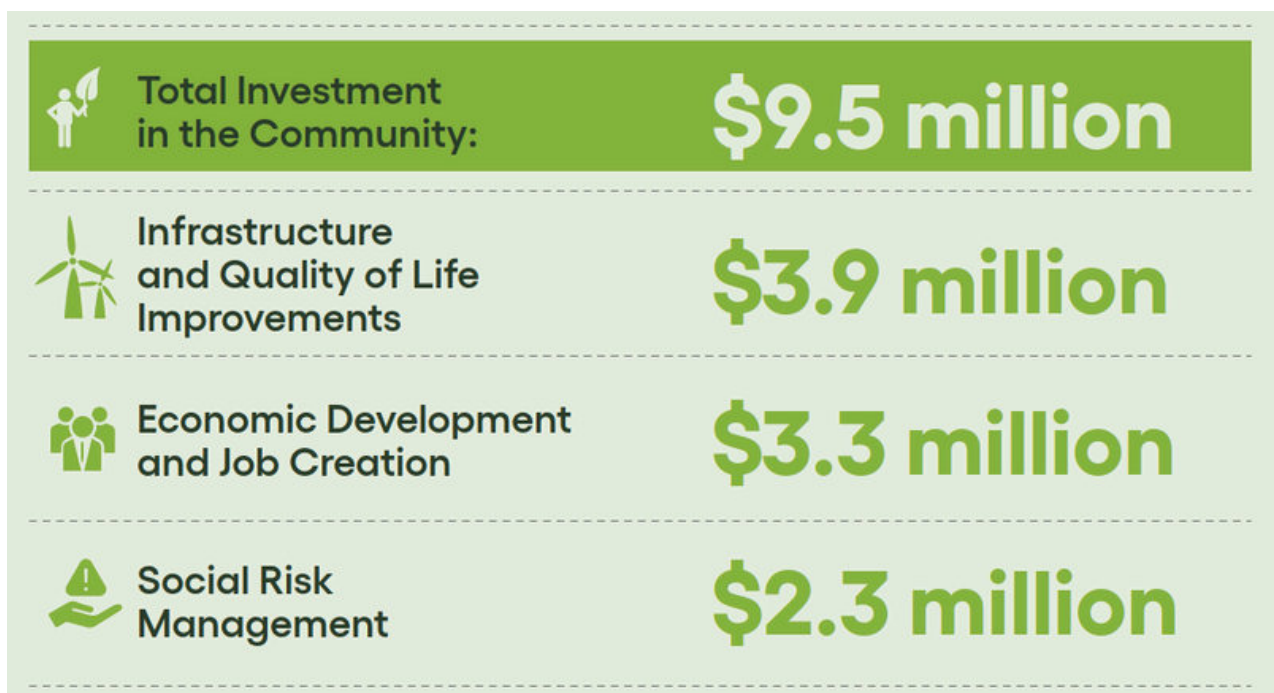 Total Investment
in the Community:
$9.5 million
Infrastructure
and Quality of Life
Improvements
$3.9 million
Economic Development
and Job Creation
$3.3 million
Social Risk
Management
$2.3 million